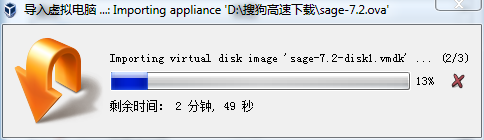 导入虚拟电脑 ...: Importing appliance 'D:\搜狗高速下载\sage-7.2.ova'
Importing virtual disk image 'sage-7.2-disk1.vmdk' ... (2/3)
13%
剩余时间: 2 分钟, 49 秒